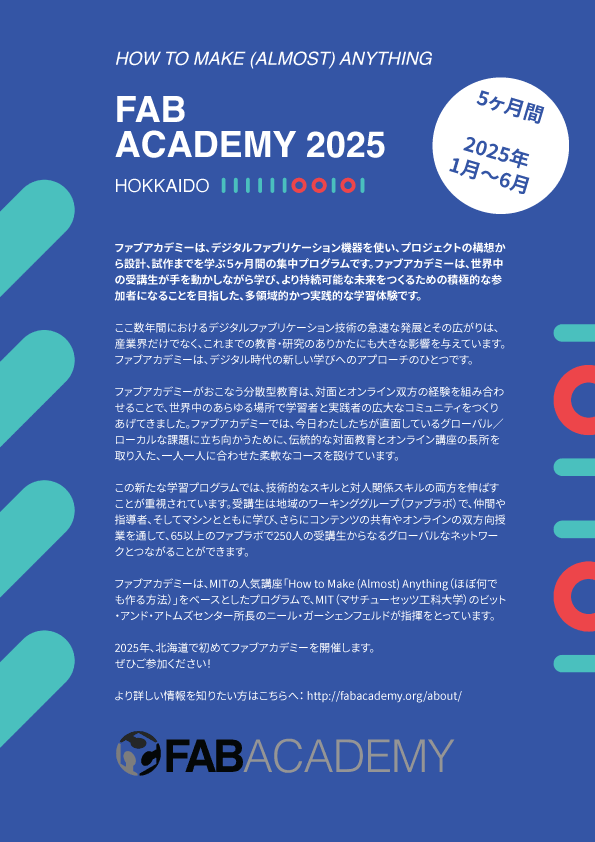 HOW TO MAKE (ALMOST) ANYTHING
FAB
ACADEMY 2025
HOKKAIDO
5ヶ月間
2025年
1月〜6月
ファブアカデミーは、デジタルファブリケーション機器を使い、プロジェクトの構想か
ら設計、試作までを学ぶ5ヶ月間の集中プログラムです。ファブアカデミーは、世界中
の受講生が手を動かしながら学び、より持続可能な未来をつくるための積極的な参
加者になることを目指した、多領域的かつ実践的な学習体験です。
ここ数年間におけるデジタルファブリケーション技術の急速な発展とその広がりは、
産業界だけでなく、これまでの教育・研究のありかたにも大きな影響を与えています。
ファブアカデミーは、デジタル時代の新しい学びへのアプローチのひとつです。
ファブアカデミーがおこなう分散型教育は、対面とオンライン双方の経験を組み合わ
せることで、世界中のあらゆる場所で学習者と実践者の広大なコミュニティをつくり
あげてきました。ファブアカデミーでは、今日わたしたちが直面しているグローバル／
ローカルな課題に立ち向かうために、伝統的な対面教育とオンライン講座の長所を
取り入た、一人一人に合わせた柔軟なコースを設けています。
この新たな学習プログラムでは、技術的なスキルと対人関係スキルの両方を伸ばす
ことが重視されています。受講生は地域のワーキンググループ（ファブラボ）で、仲間や
指導者、そしてマシンとともに学び、さらにコンテンツの共有やオンラインの双方向授
業を通して、65以上のファブラボで250人の受講生からなるグローバルなネットワー
クとつながることができます。
ファブアカデミーは、MITの人気講座「How to Make (Almost) Anything（ほぼ何で
も作る方法）」をベースとしたプログラムで、MIT（マサチューセッツ工科大学）のビット
・アンド・アトムズセンター所長のニール・ガーシェンフェルドが指揮をとっています。
2025年、北海道で初めてファブアカデミーを開催します。
ぜひご参加ください！
より詳しい情報を知りたい方はこちらへ： http://fabacademy.org/about/
FABACADEMY